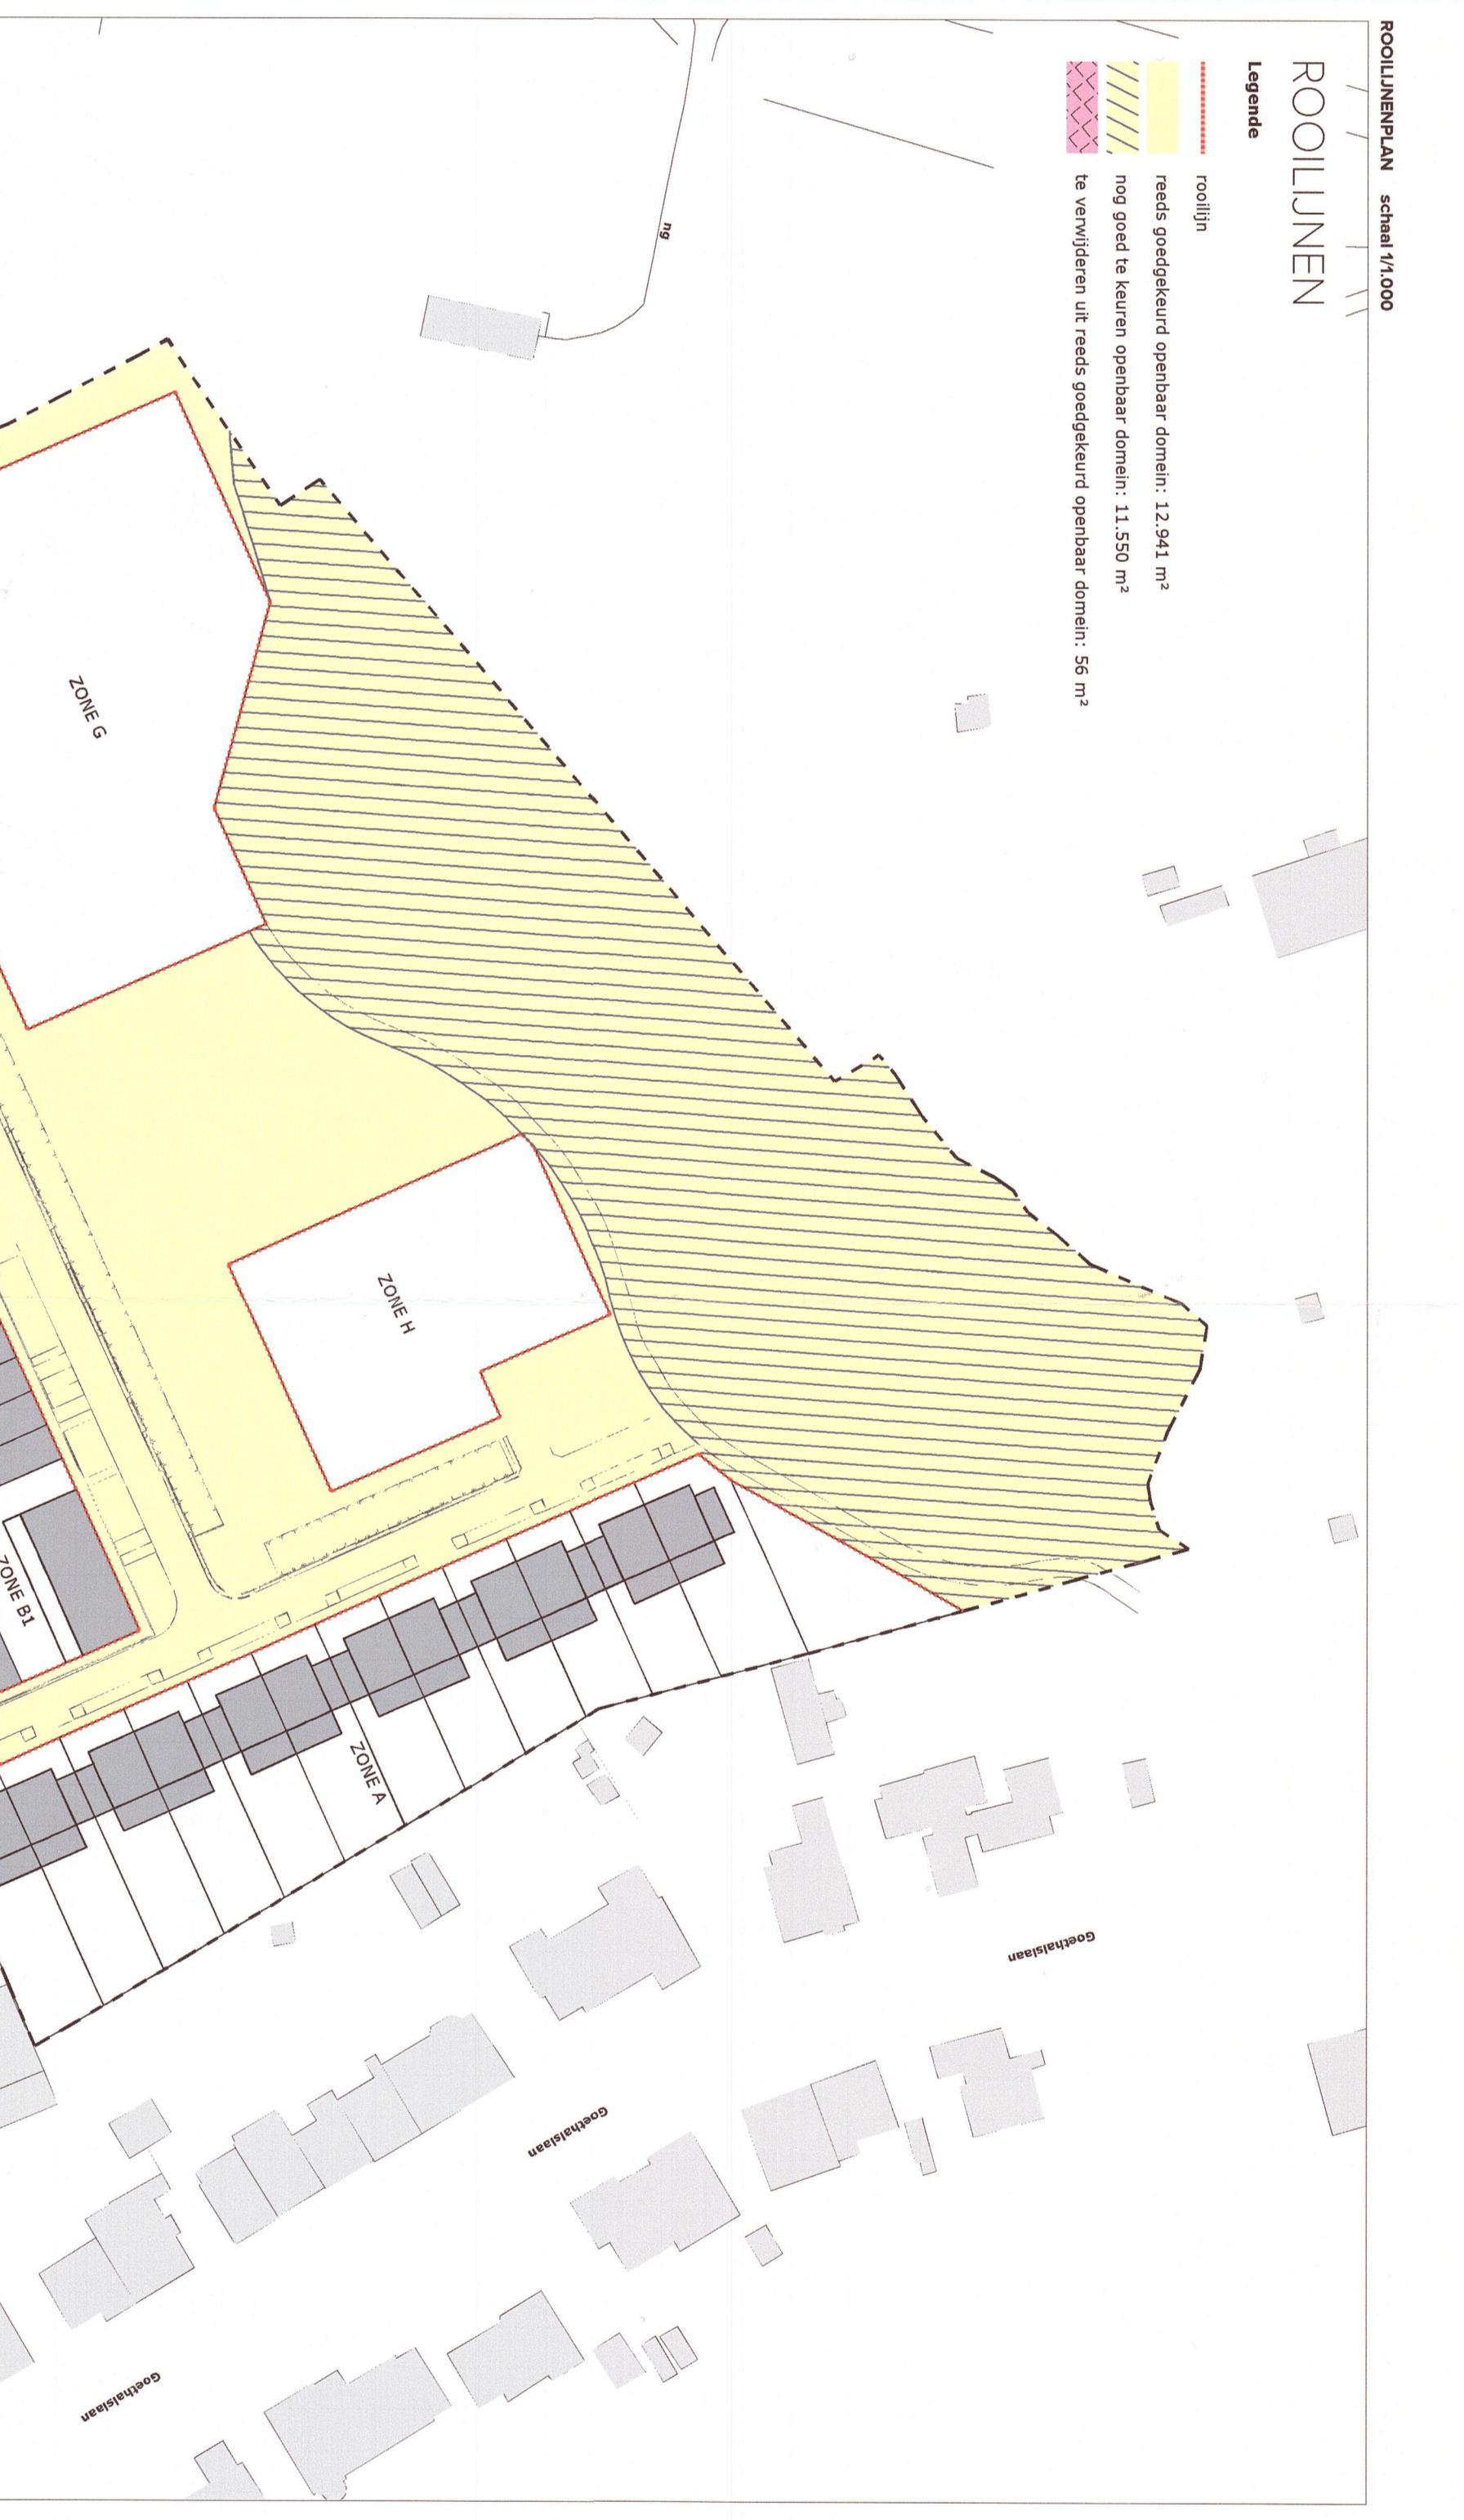 ROOILIJNENPLAN schaal 1/1.000
ROOILIJNEN
Legende
rooilijn
reeds goedgekeurd openbaar domein: 12.941 m²
nog goed te keuren openbaar domein: 11.550 m²
te verwijderen uit reeds goedgekeurd openbaar domein: 56 m²
ng
ZONE G
ZONE H
ZONE B1
ZONE A
Goethalslaan
Goethalslaan
Goethalslaan